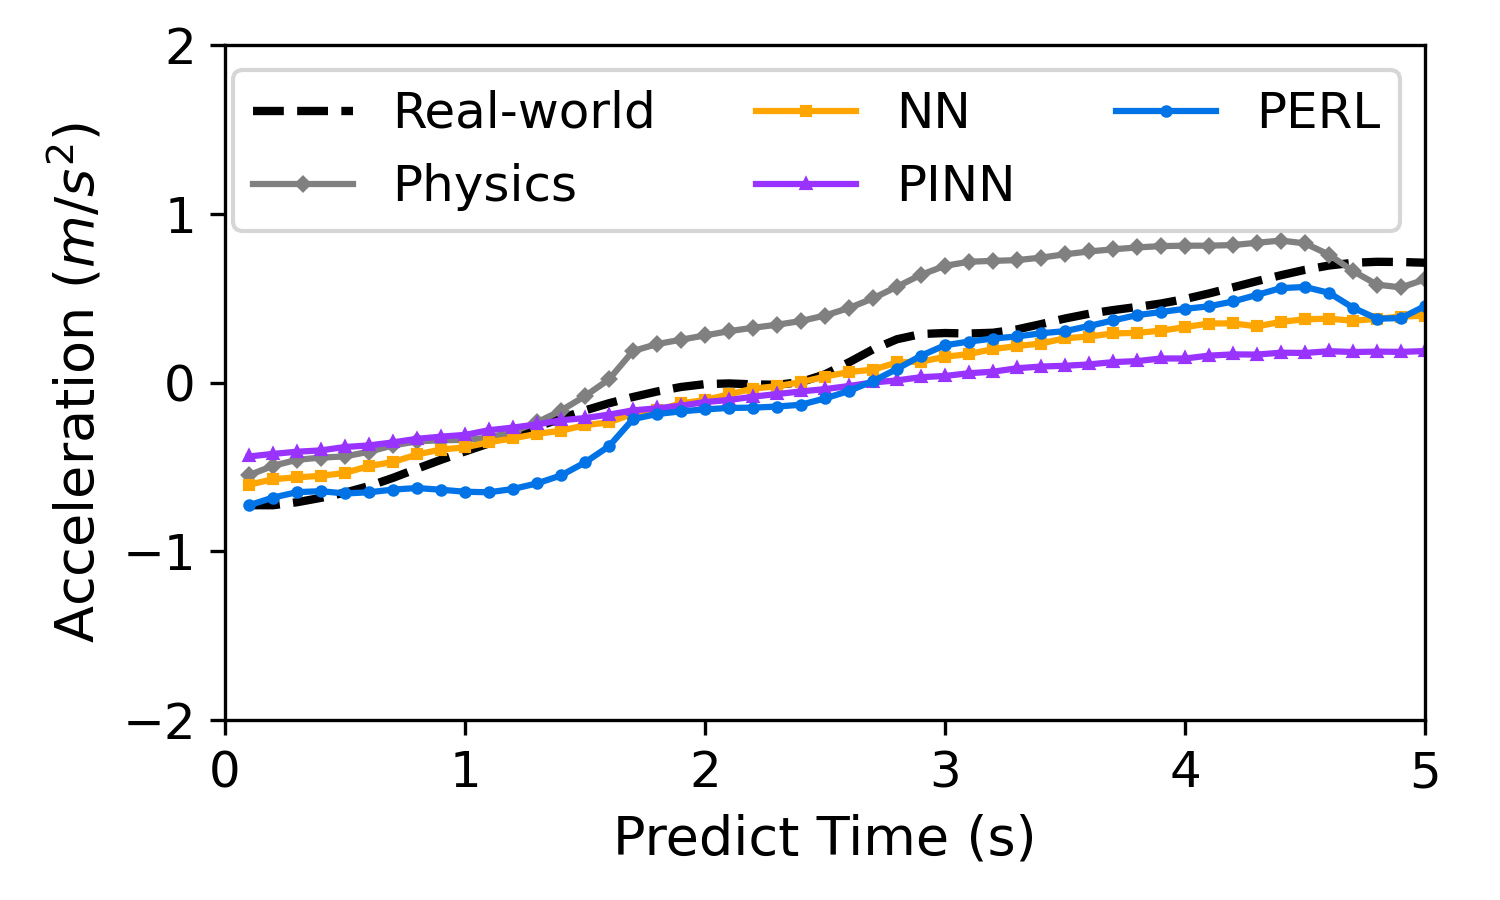 2
1
0
−1
−2
Acceleration (m/s²)
Real-world
Physics
NN
PINN
PERL
0 1 2 3 4 5
Predict Time (s)